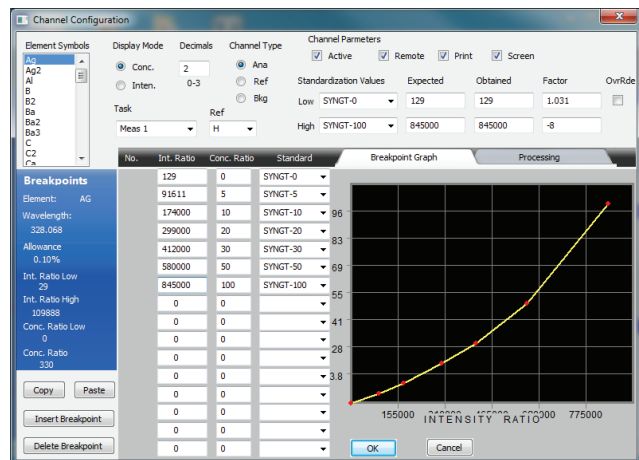 Channel Configuration
Element Symbols
Ag
Ag2
Al
B
B2
Ba
Ba2
Ba3
C
C2
Ca
Display Mode
Conc.
Inten.
Decimals
2
0-3
Channel Type
Ana
Ref
Bkg
Task
Meas 1
Ref
H
Channel Parmeters
Active Remote Print Screen
Standardization Values Expected Obtained Factor OvrRde
Low SYNGT-0 129 129 1.031
High SYNGT-100 845000 845000 -8
No. Int. Ratio Conc. Ratio Standard Breakpoint Graph Processing
Breakpoints
Element: AG
Wavelength:
328.068
Allowance
0.10%
Int. Ratio Low
29
Int. Ratio High
109888
Conc. Ratio Low
0
Conc. Ratio
330
Copy Paste
Insert Breakpoint
Delete Breakpoint
129 0 SYNGT-0
91611 5 SYNGT-5
174000 10 SYNGT-10
299000 20 SYNGT-20
412000 30 SYNGT-30
580000 50 SYNGT-50
845000 100 SYNGT-100
0 0
0 0
0 0
0 0
0 0
0 0
0 0
0 0
96
83
69
55
41
28
3.8
155000 775000
INTENSITY RATIO
OK Cancel